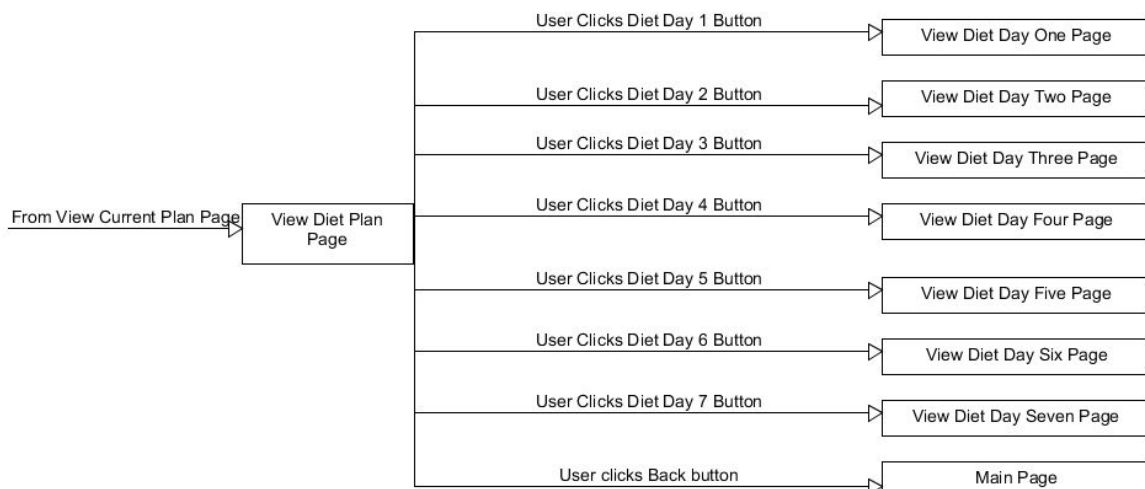 User Clicks Diet Day 1 Button
View Diet Day One Page
User Clicks Diet Day 2 Button
View Diet Day Two Page
User Clicks Diet Day 3 Button
View Diet Day Three Page
From View Current Plan Page
View Diet Plan
Page
User Clicks Diet Day 4 Button
View Diet Day Four Page
User Clicks Diet Day 5 Button
View Diet Day Five Page
User Clicks Diet Day 6 Button
View Diet Day Six Page
User Clicks Diet Day 7 Button
View Diet Day Seven Page
User clicks Back button
Main Page